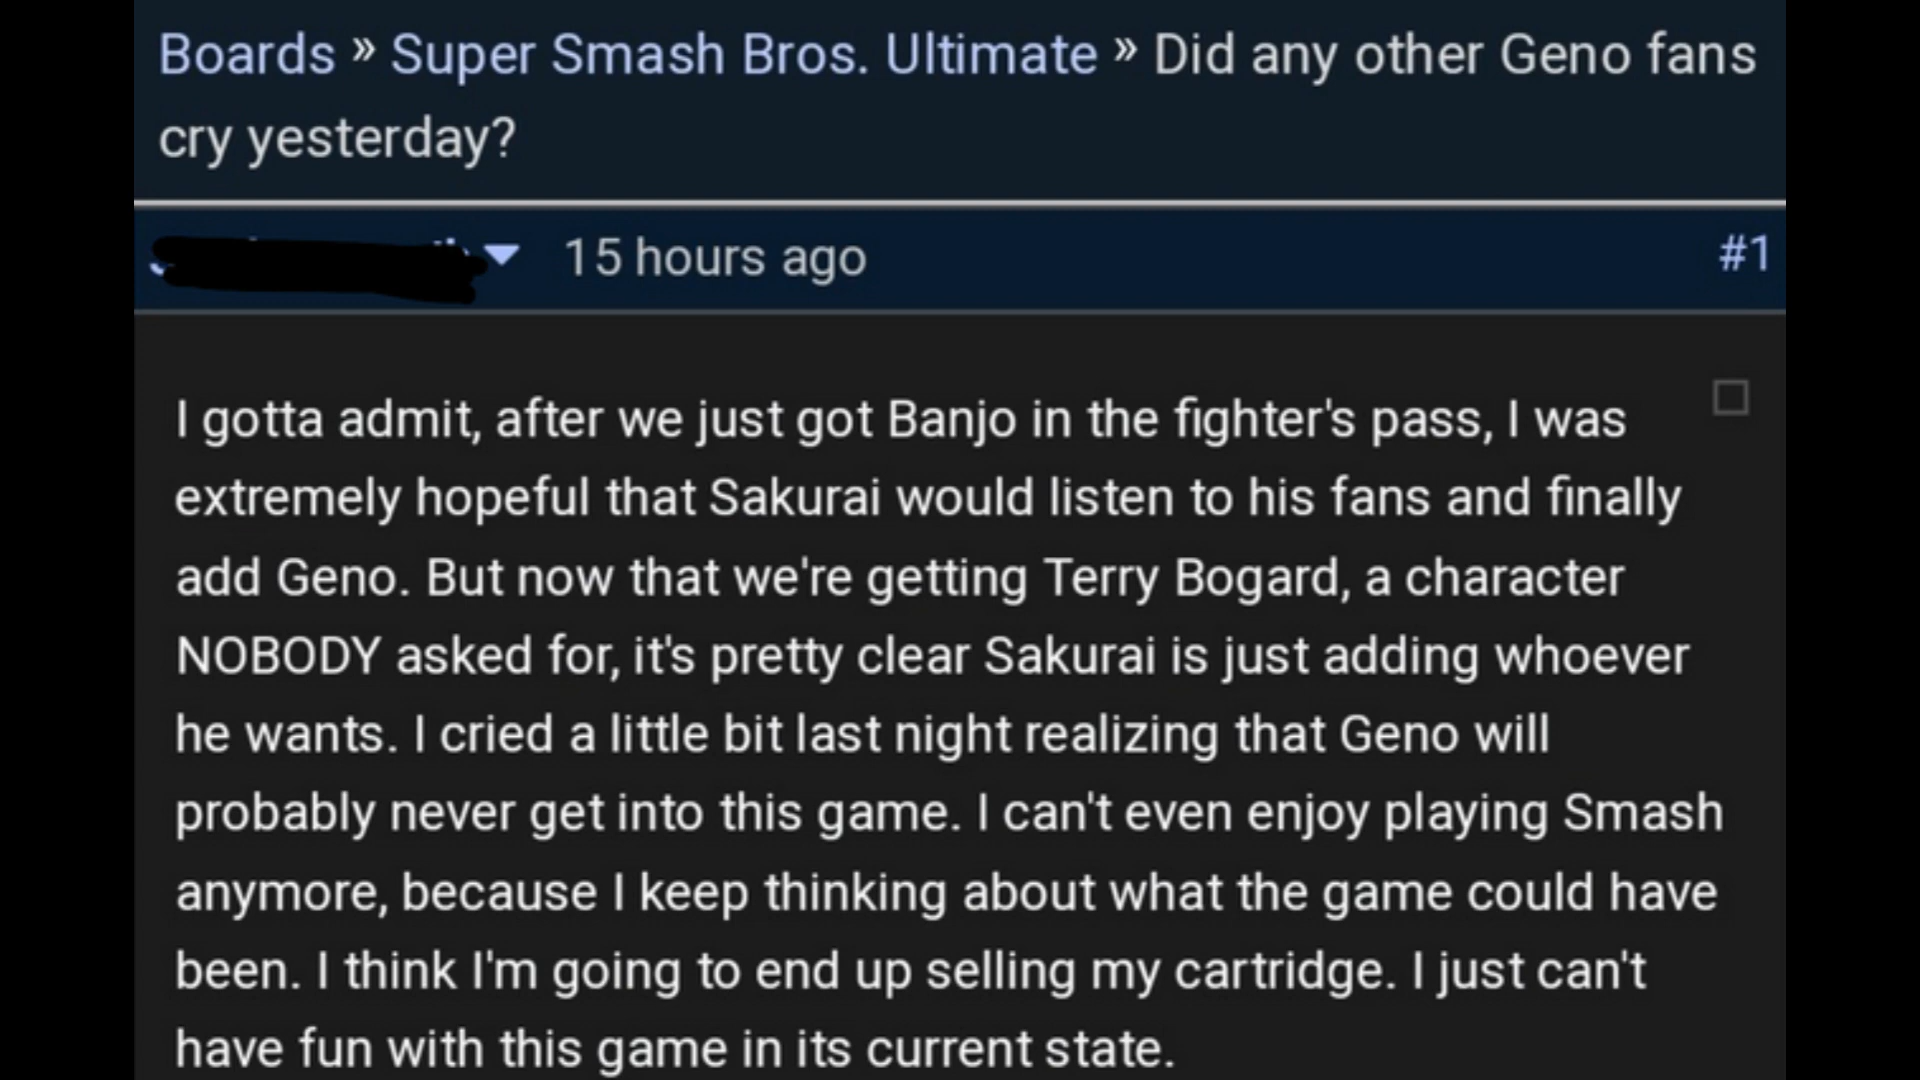 Boards » Super Smash Bros. Ultimate » Did any other Geno fans
cry yesterday?
15 hours ago
#1
I gotta admit, after we just got Banjo in the fighter's pass, I was
extremely hopeful that Sakurai would listen to his fans and finally
add Geno. But now that we're getting Terry Bogard, a character
NOBODY asked for, it's pretty clear Sakurai is just adding whoever
he wants. I cried a little bit last night realizing that Geno will
probably never get into this game. I can't even enjoy playing Smash
anymore, because I keep thinking about what the game could have
been. I think I'm going to end up selling my cartridge. I just can't
have fun with this game in its current state.